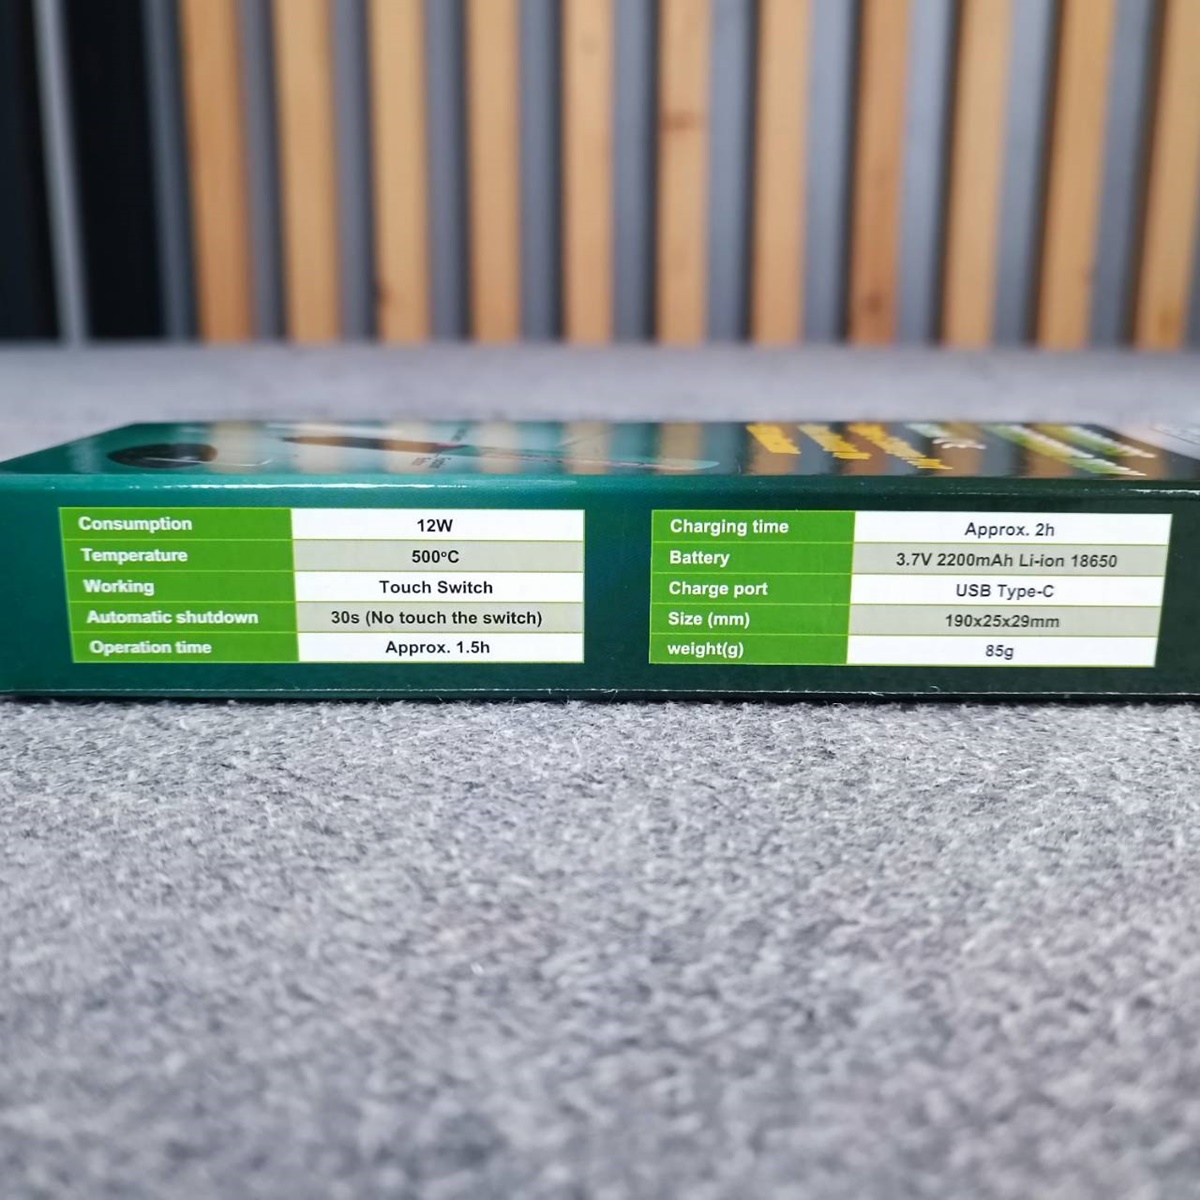 Consumption 12W
Temperature 500°C
Working Touch Switch
Automatic shutdown 30s (No touch the switch)
Operation time Approx. 1.5h
Charging time Approx. 2h
Battery 3.7V 2200mAh Li-ion 18650
Charge port USB Type-C
Size (mm) 190x25x29mm
weight(g) 85g